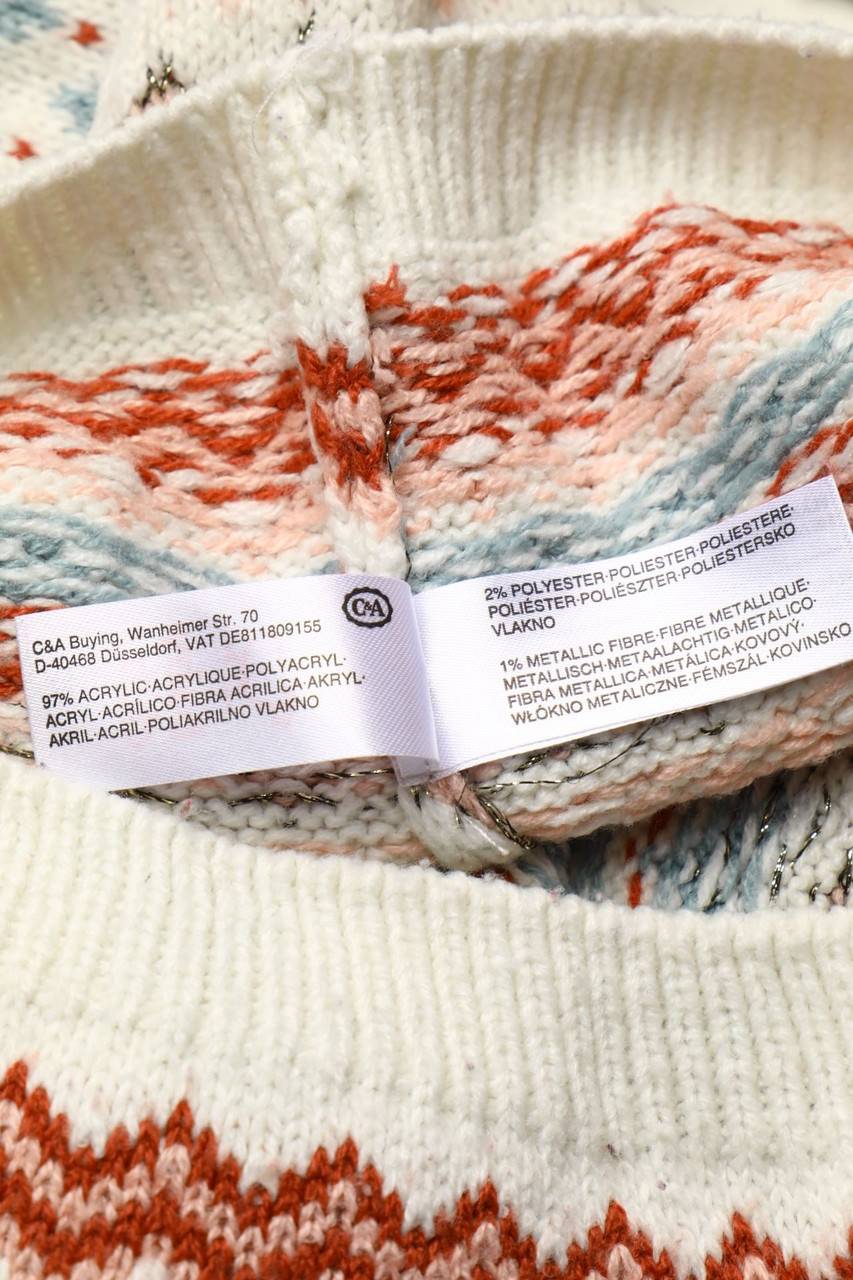 C&A
C&A Buying, Wanheimer Str. 70
D-40468 Düsseldorf, VAT DE811809155
97% ACRYLIC·ACRYLIQUE·POLYACRYL·
ACRYL·ACRÍLICO·FIBRA ACRILICA·AKRYL·
AKRIL·ACRIL·POLIAKRILNO VLAKNO
2% POLYESTER·POLIESTER·POLIESTERE·
POLIÉSTER·POLIÉSZTER·POLIESTERSKO
VLAKNO
1% METALLIC FIBRE·FIBRE METALLIQUE·
METALLISCH·METAALACHTIG·METALICO·
FIBRA METALLICA·METÁLICA·KOVOVÝ·
WŁÓKNO METALICZNE·FÉMSZÁL·KOVINSKO